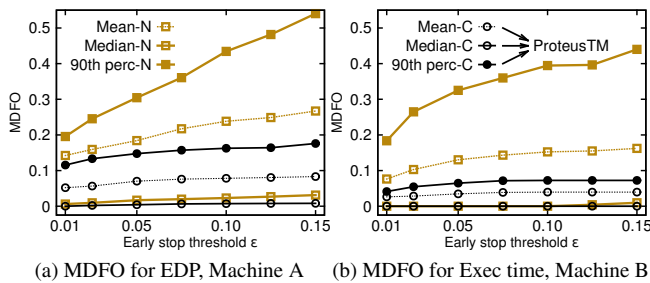 Mean-N
Median-N
90th perc-N
MDFO
0.5
0.4
0.3
0.2
0.1
0
0.01 0.05 0.10 0.15
Early stop threshold ε
(a) MDFO for EDP, Machine A
Mean-C
Median-C ProteusTM
90th perc-C
MDFO
0.5
0.4
0.3
0.2
0.1
0
0.01 0.05 0.10 0.15
Early stop threshold ε
(b) MDFO for Exec time, Machine B